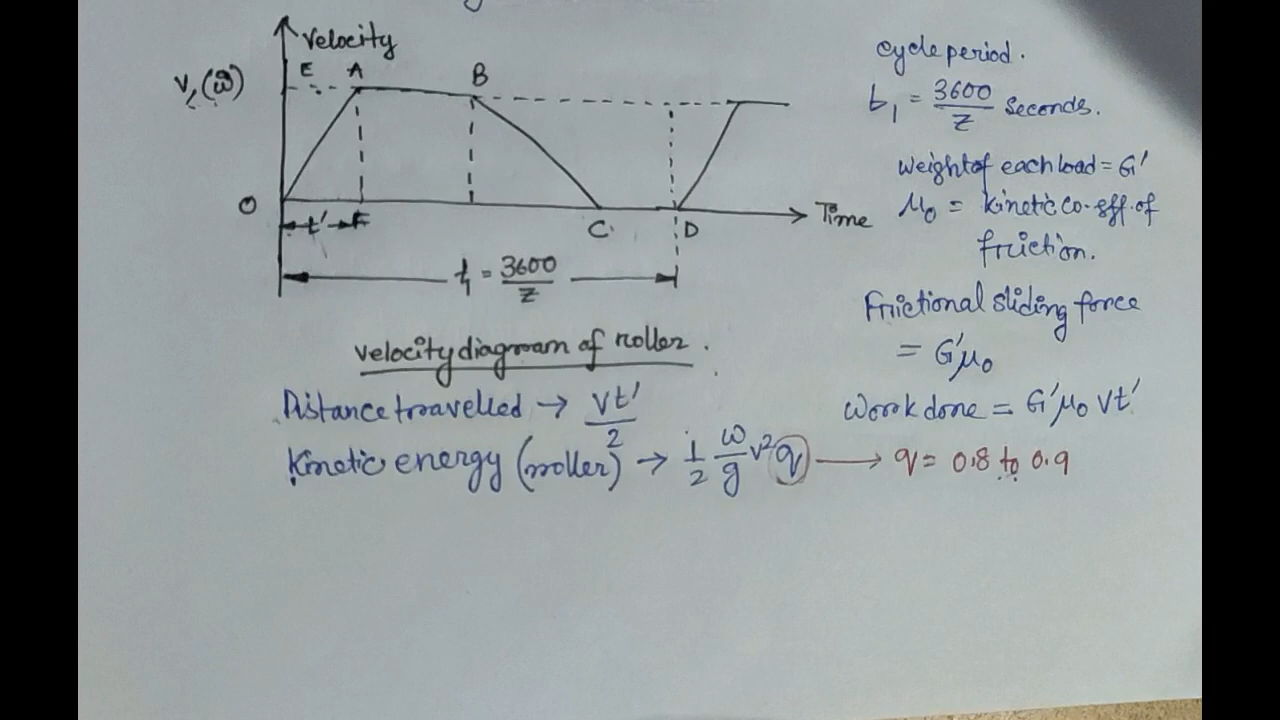 Velocity
V, (ω)
E A B
O
t' F
C D
Time
t₁ = 3600/Z
Velocity diagram of roller.
Distance travelled → Vt'/2
Kinetic energy (roller) → 1/2 ω/g V² q → q = 0.8 to 0.9
cycle period.
t₁ = 3600/Z Seconds.
Weight of each load = G'
μ₀ = kinetic co-eff. of
friction.
Frictional sliding force
= G'μ₀
Work done = G'μ₀ Vt'